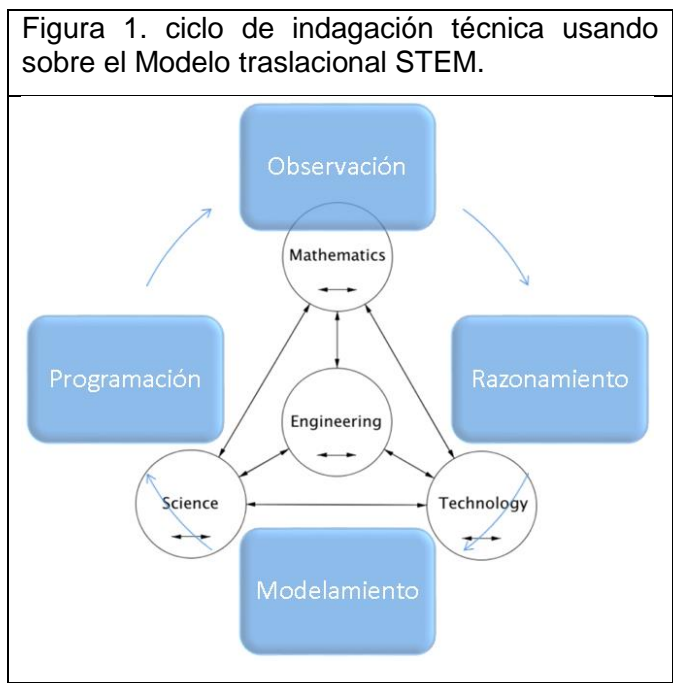 Figura 1. ciclo de indagación técnica usando
sobre el Modelo traslacional STEM.
Observación
Mathematics
Programación
Razonamiento
Engineering
Science
Technology
Modelamiento